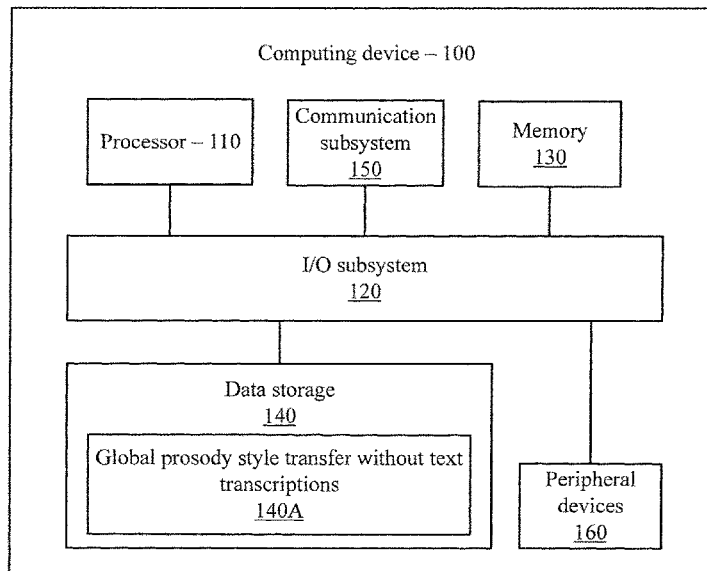 Computing device – 100
Processor – 110
Communication
subsystem
150
Memory
130
I/O subsystem
120
Data storage
140
Global prosody style transfer without text
transcriptions
140A
Peripheral
devices
160